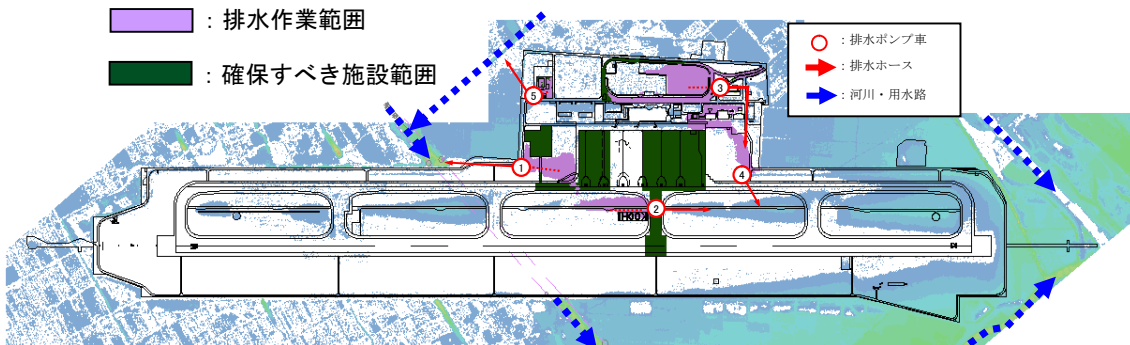 ：排水作業範囲
：確保すべき施設範囲
：排水ポンプ車
：排水ホース
：河川・用水路
⑤
③
①
④
②
KOCHI